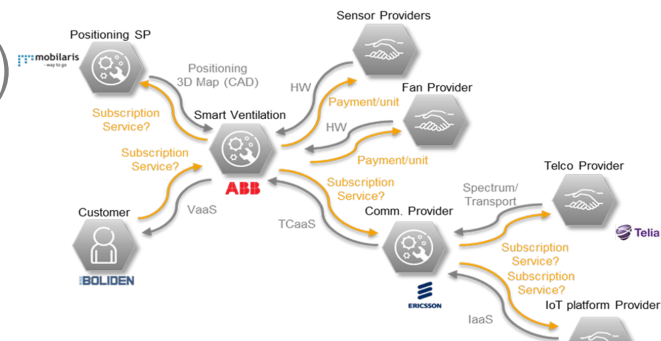 Sensor Providers
Positioning SP
mobilaris
- way to go
Positioning
3D Map (CAD)
HW
Fan Provider
Payment/unit
Subscription
Service?
Smart Ventilation
HW
Subscription
Service?
Payment/unit
ABB
Telco Provider
Subscription
Service?
Spectrum/
Transport
Customer
VaaS
Comm. Provider
TCaaS
Telia
Subscription
Service?
Subscription
Service?
BOLIDEN
ERICSSON
IoT platform Provider
IaaS